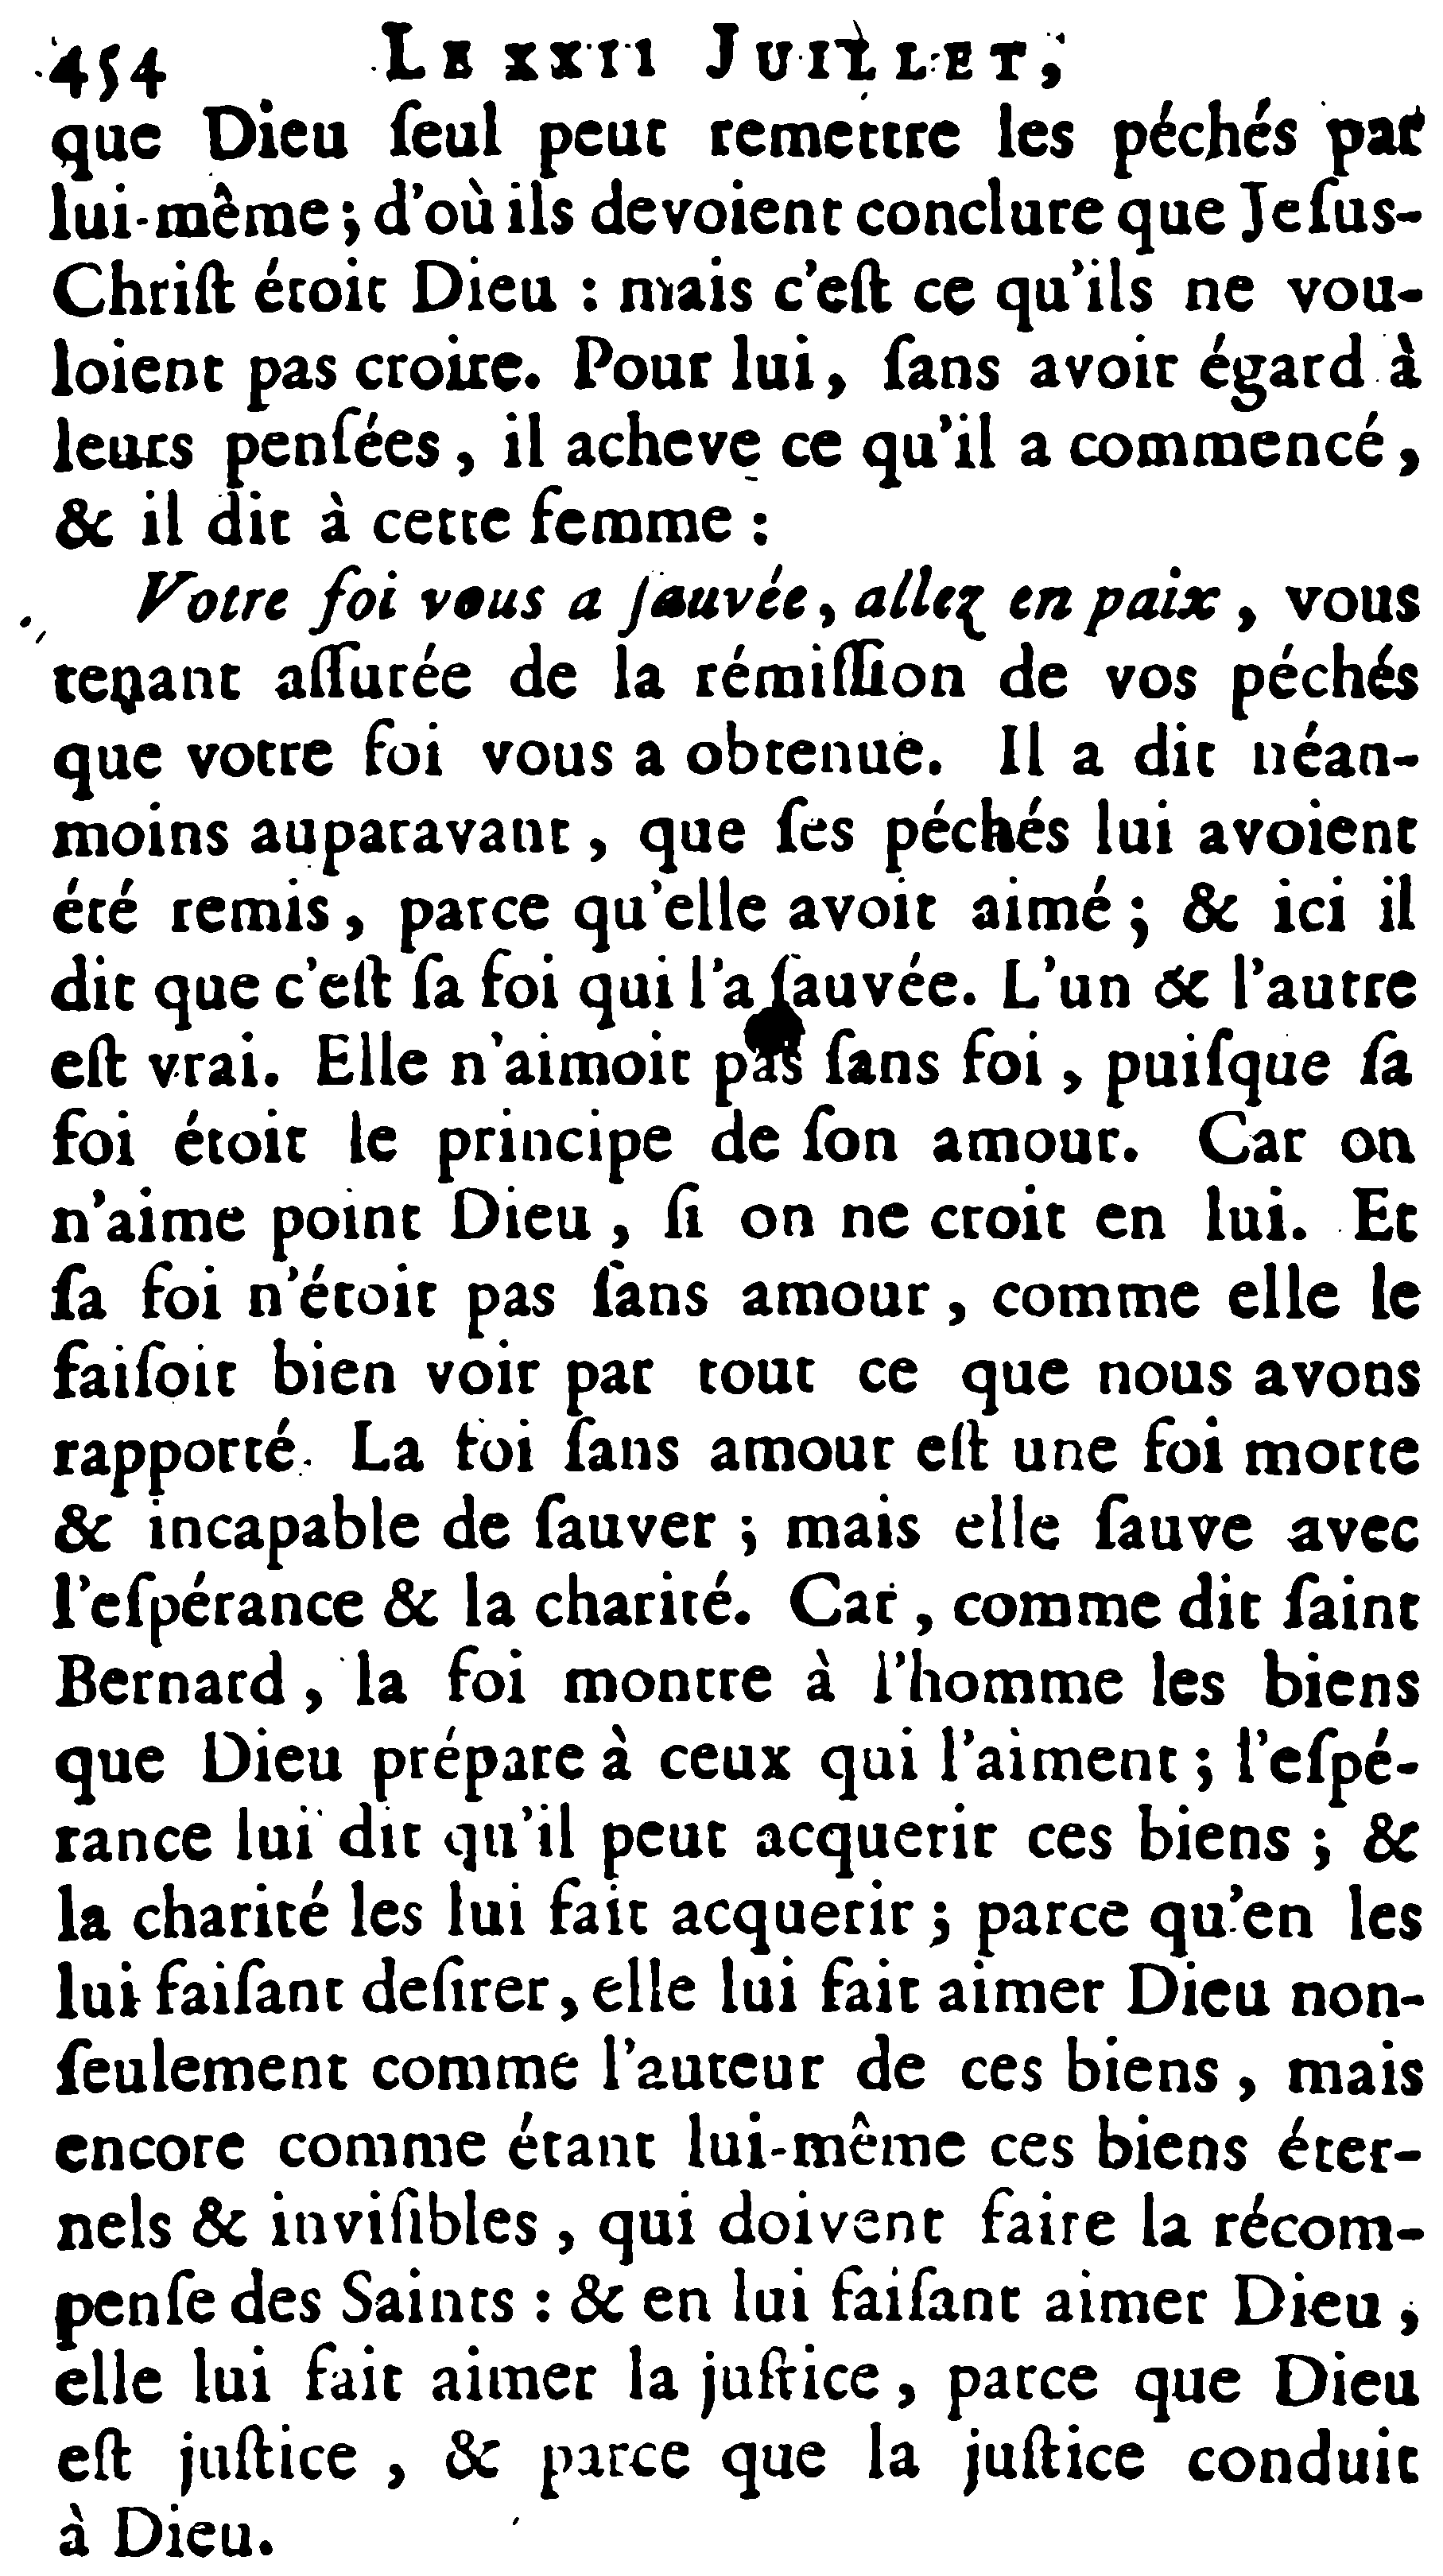 454 LE XXII JUILLET,
que Dieu ſeul peut remettre les péchés par
lui-même ; d'où ils devoient conclure que Jeſus-
Chriſt étoit Dieu : mais c'eſt ce qu'ils ne vou-
loient pas croire. Pour lui, ſans avoir égard à
leurs penſées, il acheve ce qu'il a commencé,
& il dit à cette femme :
Votre foi vous a ſauvée, allez en paix, vous
tenant aſſurée de la rémiſſion de vos péchés
que votre foi vous a obtenue. Il a dit néan-
moins auparavant, que ſes péchés lui avoient
été remis, parce qu'elle avoit aimé ; & ici il
dit que c'eſt ſa foi qui l'a ſauvée. L'un & l'autre
eſt vrai. Elle n'aimoit pas ſans foi, puiſque ſa
foi étoit le principe de ſon amour. Car on
n'aime point Dieu, ſi on ne croit en lui. Et
ſa foi n'étoit pas ſans amour, comme elle le
faiſoit bien voir par tout ce que nous avons
rapporté. La foi ſans amour eſt une foi morte
& incapable de ſauver ; mais elle ſauve avec
l'eſpérance & la charité. Car, comme dit ſaint
Bernard, la foi montre à l'homme les biens
que Dieu prépare à ceux qui l'aiment ; l'eſpé-
rance lui dit qu'il peut acquerir ces biens ; &
la charité les lui fait acquerir ; parce qu'en les
lui faiſant deſirer, elle lui fait aimer Dieu non-
ſeulement comme l'auteur de ces biens, mais
encore comme étant lui-même ces biens éter-
nels & inviſibles, qui doivent faire la récom-
penſe des Saints : & en lui faiſant aimer Dieu,
elle lui fait aimer la juſtice, parce que Dieu
eſt juſtice, & parce que la juſtice conduit
à Dieu.